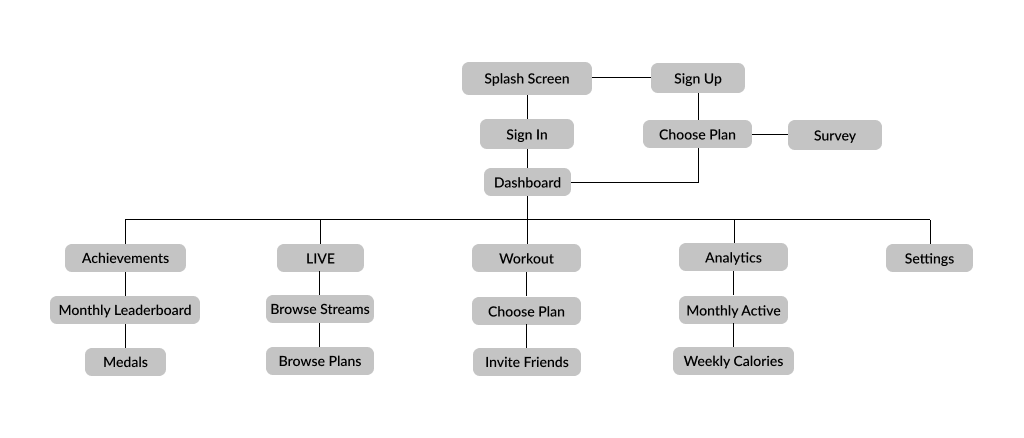 Splash Screen
Sign Up
Sign In
Choose Plan
Survey
Dashboard
Achievements
LIVE
Workout
Analytics
Settings
Monthly Leaderboard
Browse Streams
Choose Plan
Monthly Active
Medals
Browse Plans
Invite Friends
Weekly Calories